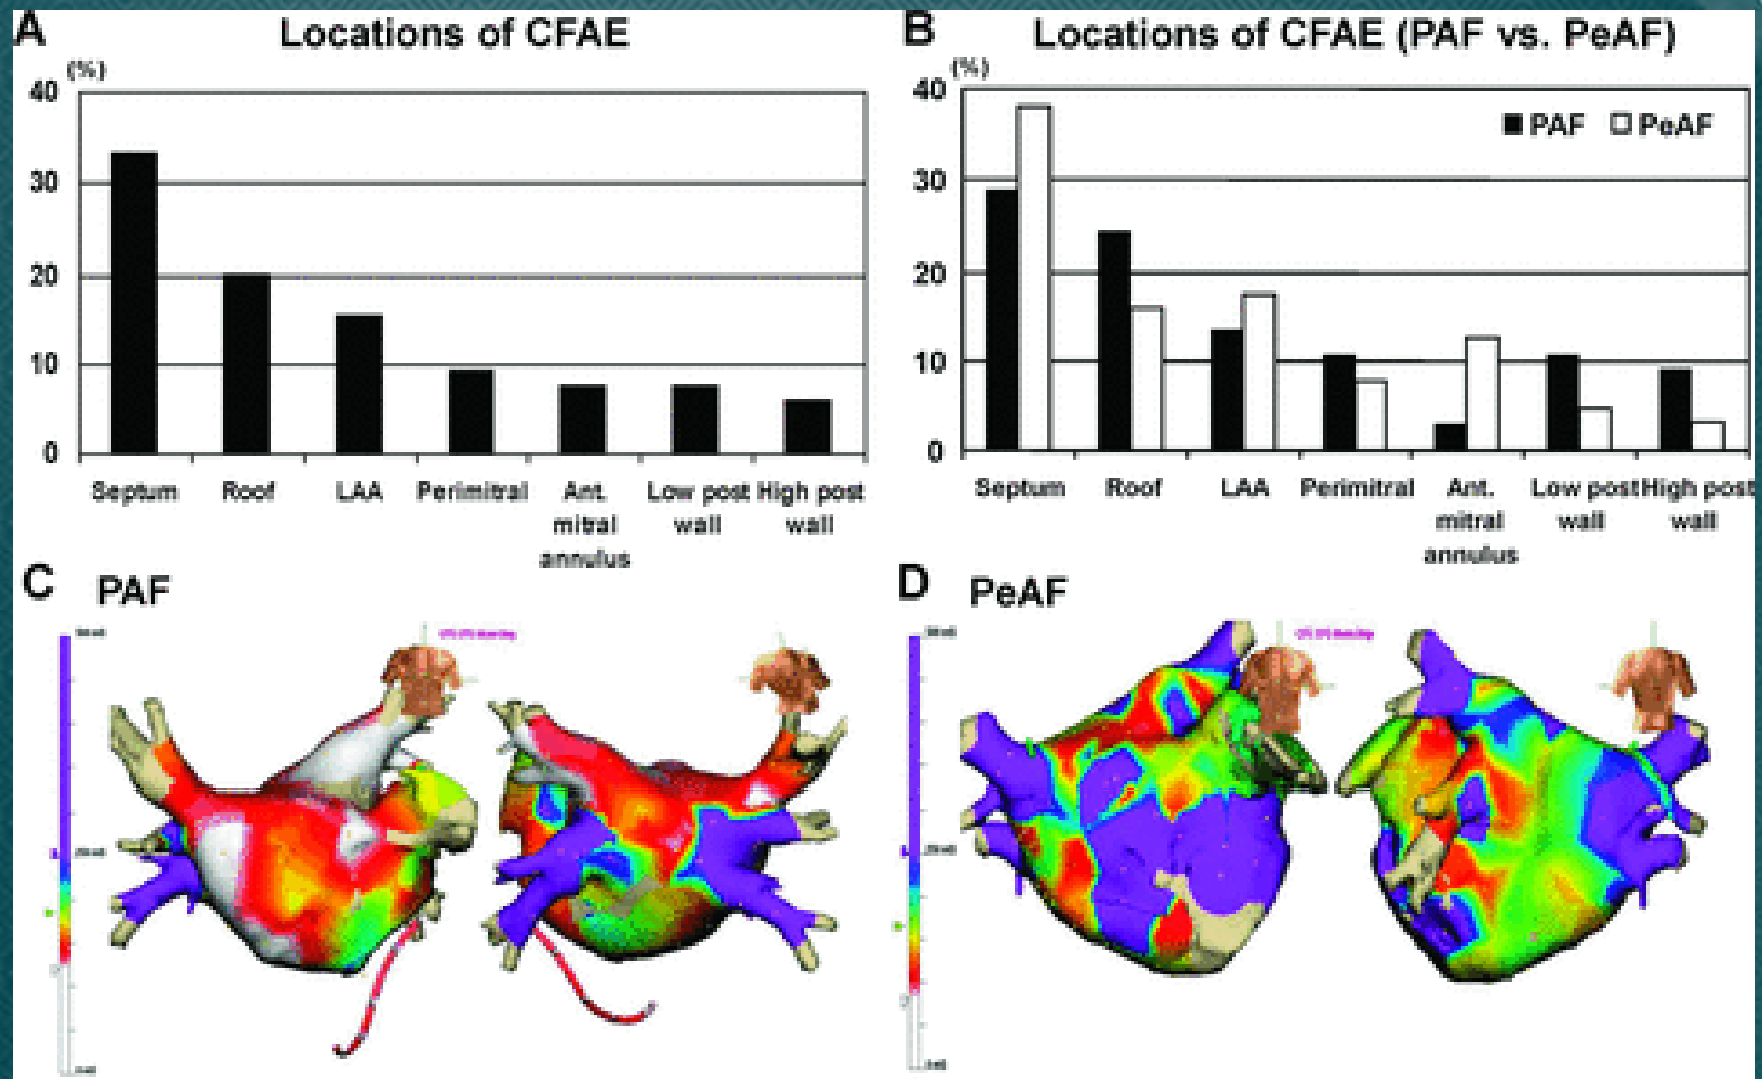 A
Locations of CFAE
(%)
40
30
20
10
0
Septum
Roof
LAA
Perimitral
Ant.
mitral
annulus
Low post
wall
High post
wall
B
Locations of CFAE (PAF vs. PeAF)
(%)
40
30
20
10
0
PAF
PeAF
Septum
Roof
LAA
Perimitral
Ant.
mitral
annulus
Low post
wall
High post
wall
C
PAF
D
PeAF